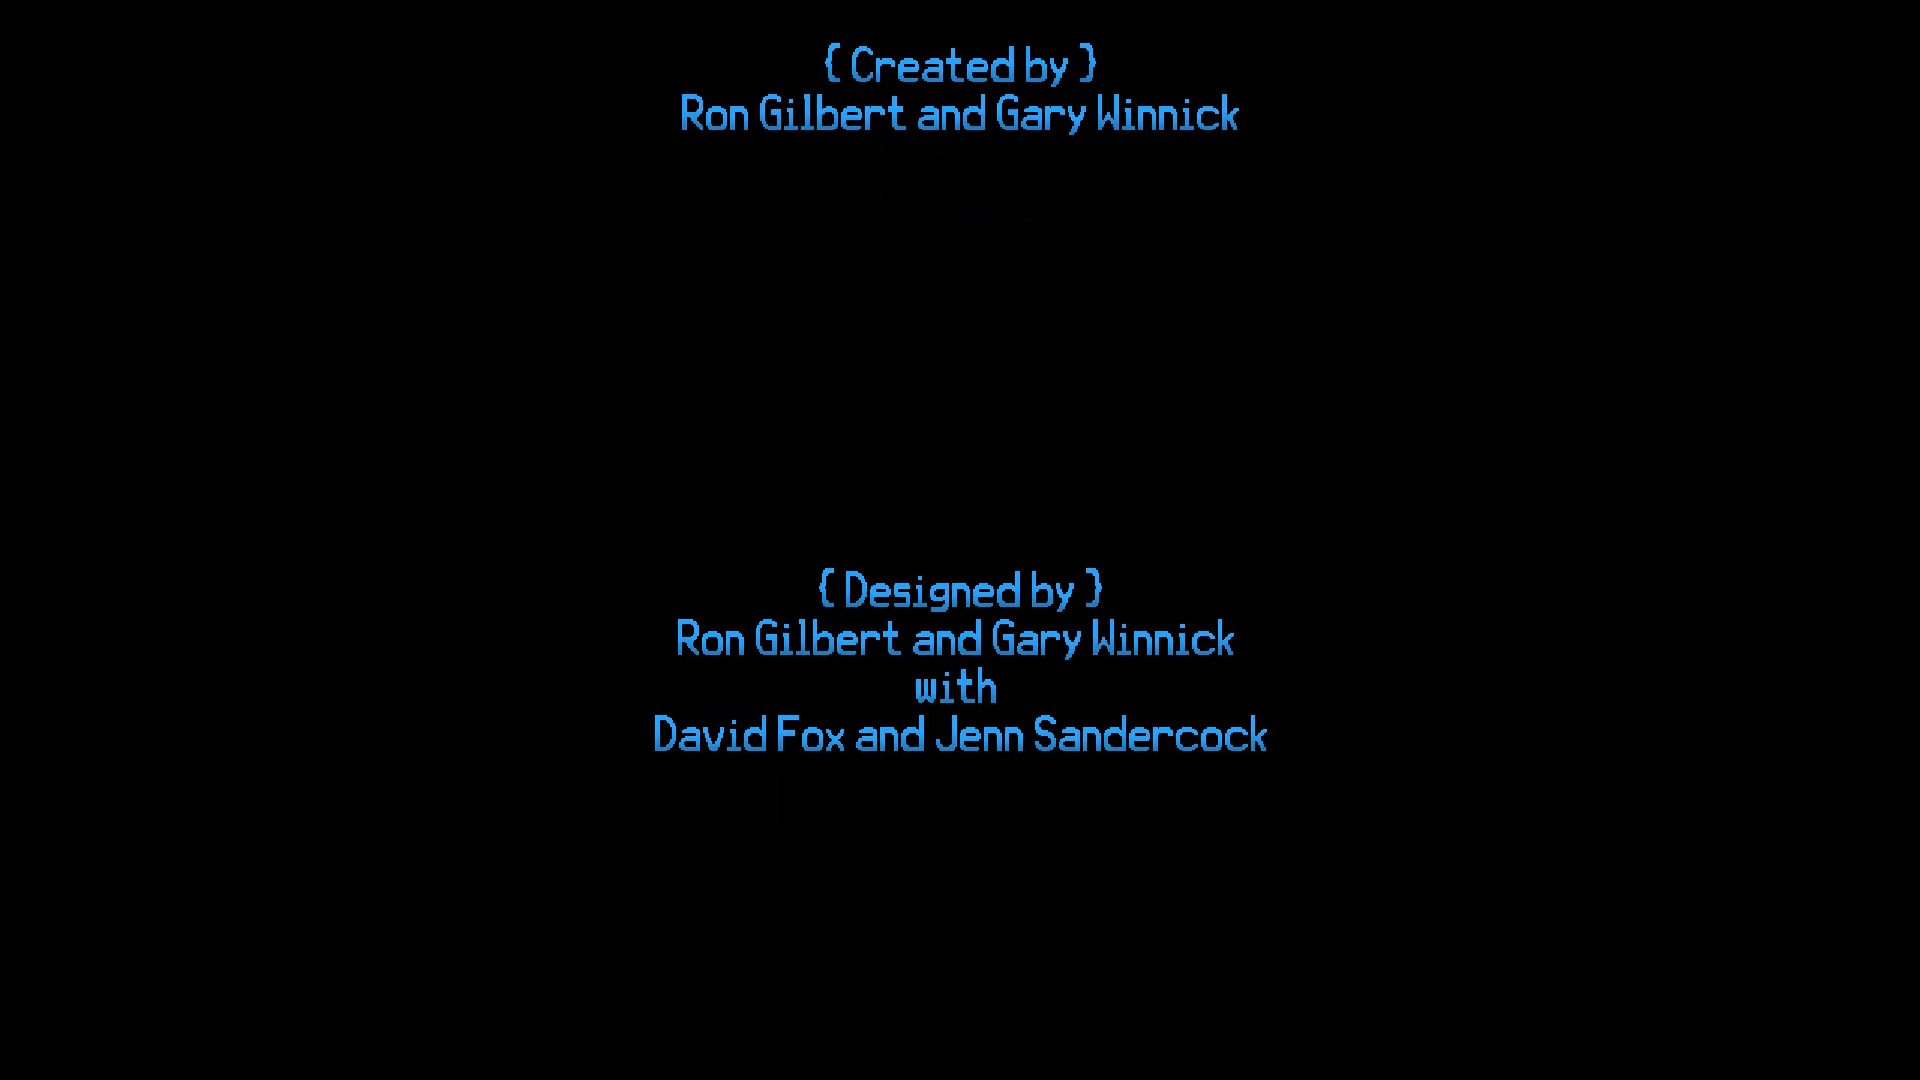 { Created by }
Ron Gilbert and Gary Winnick
{ Designed by }
Ron Gilbert and Gary Winnick
with
David Fox and Jenn Sandercock